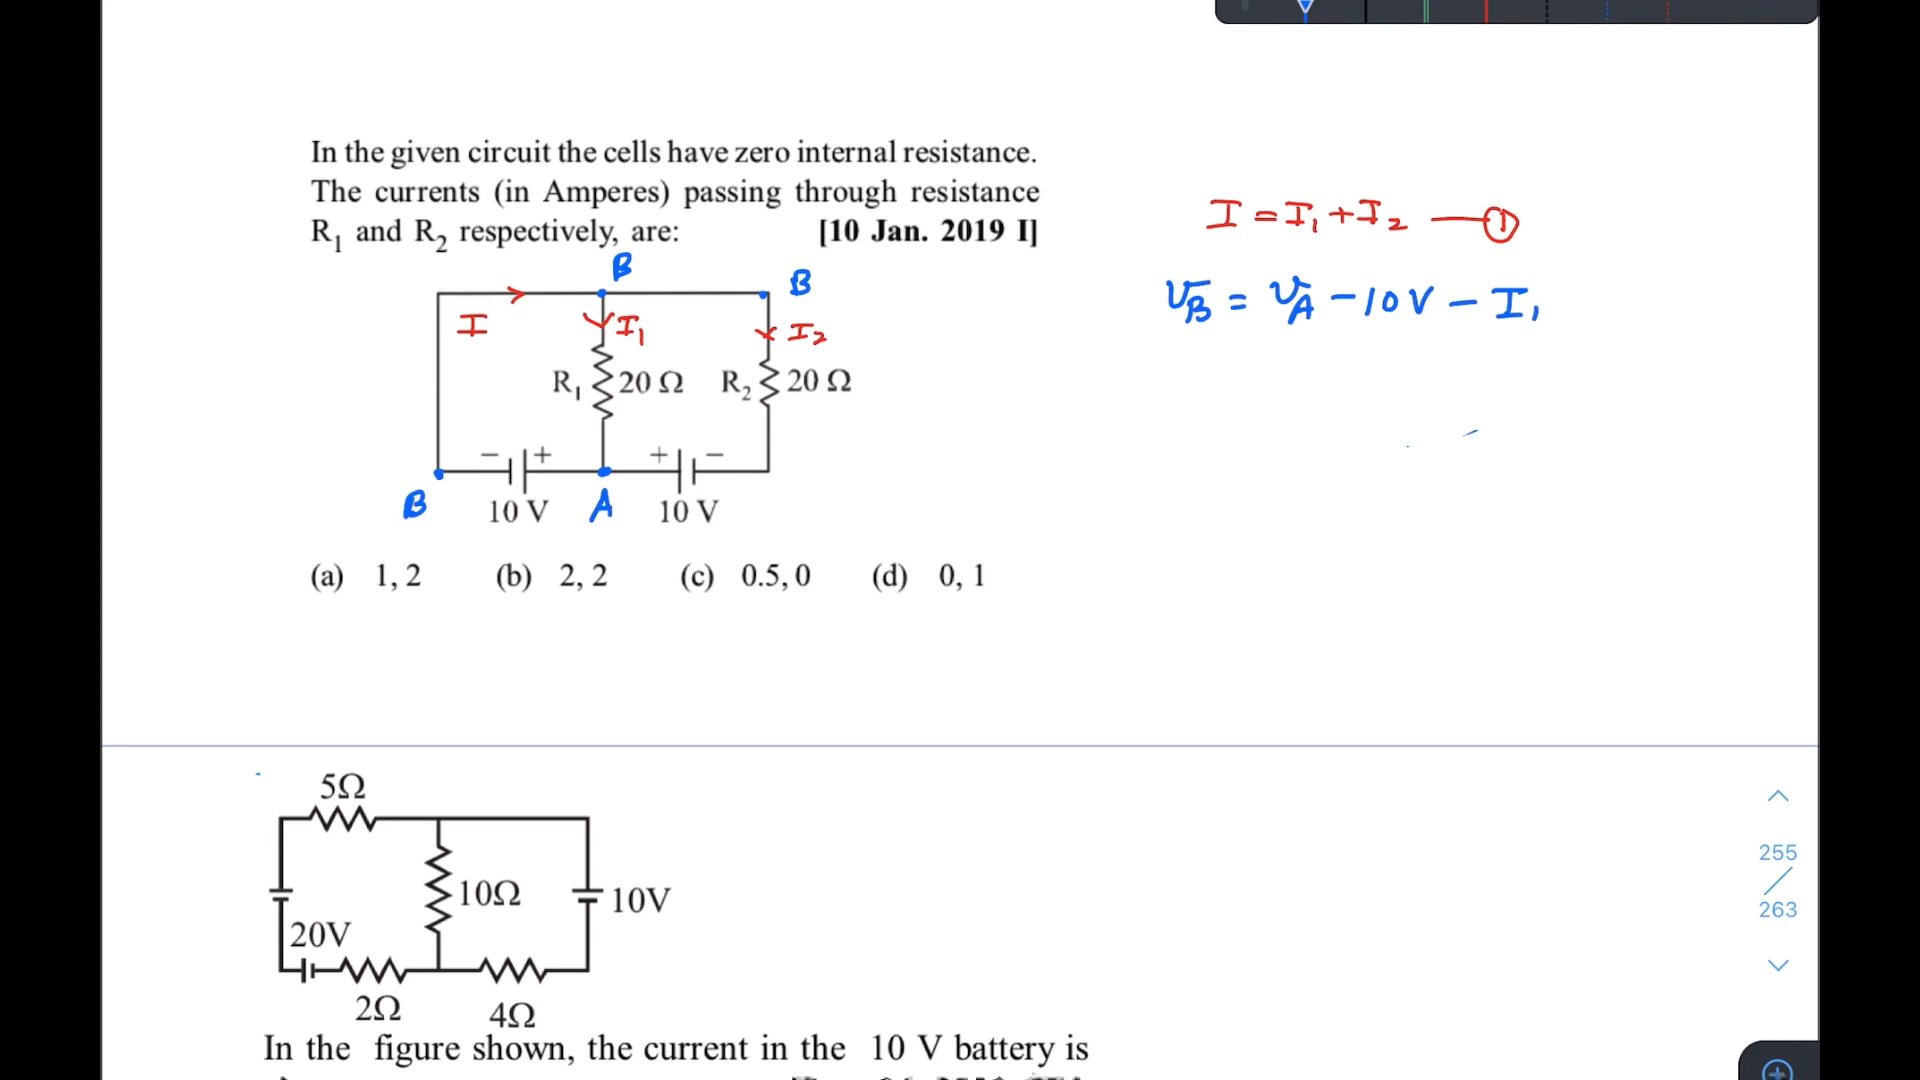 In the given circuit the cells have zero internal resistance.
The currents (in Amperes) passing through resistance
R₁ and R₂ respectively, are: [10 Jan. 2019 I]
I = I₁ + I₂ — ①
V_B = V_A − 10V − I₁
B
B
I
I₁
I₂
R₁ 20 Ω R₂ 20 Ω
− + + −
B 10 V A 10 V
(a) 1, 2 (b) 2, 2 (c) 0.5, 0 (d) 0, 1
5Ω
10Ω
10V
20V
2Ω
4Ω
255
/
263
In the figure shown, the current in the 10 V battery is